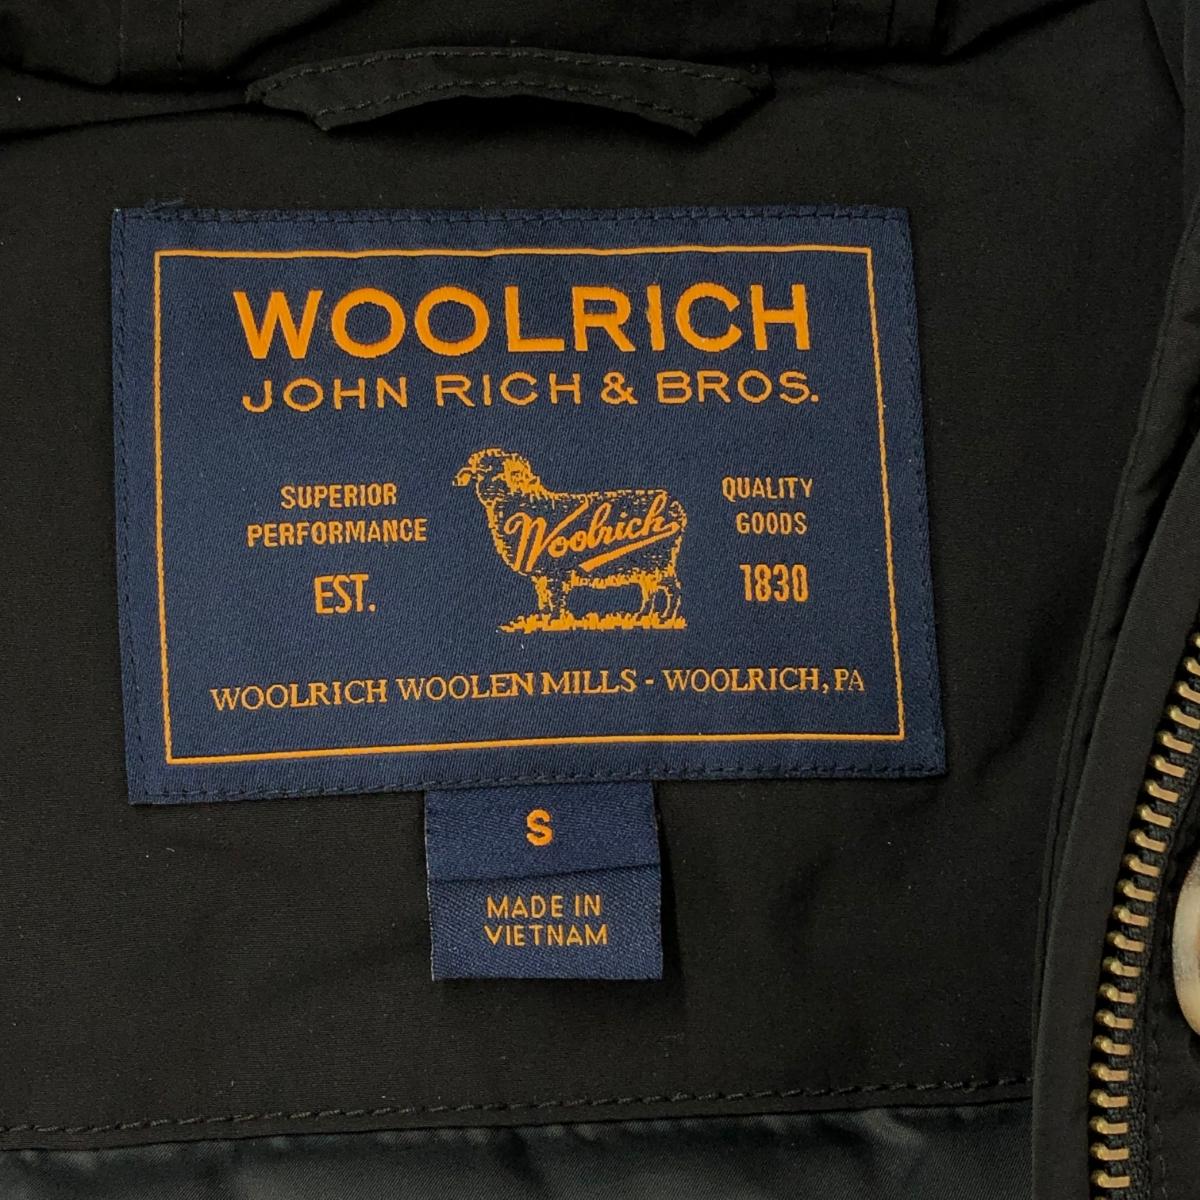 WOOLRICH
JOHN RICH & BROS.
SUPERIOR
PERFORMANCE
EST.
Woolrich
QUALITY
GOODS
1830
WOOLRICH WOOLEN MILLS - WOOLRICH, PA
S
MADE IN
VIETNAM